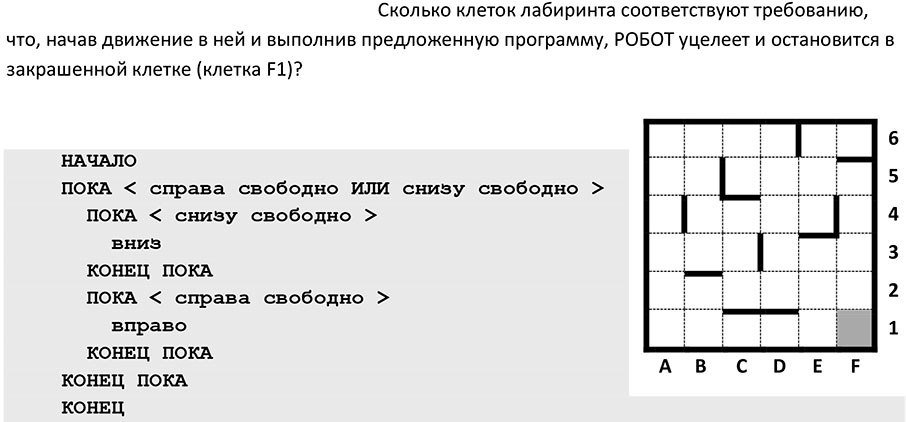 Сколько клеток лабиринта соответствуют требованию,
что, начав движение в ней и выполнив предложенную программу, РОБОТ уцелеет и остановится в
закрашенной клетке (клетка F1)?
НАЧАЛО
ПОКА < справа свободно ИЛИ снизу свободно >
ПОКА < снизу свободно >
вниз
КОНЕЦ ПОКА
ПОКА < справа свободно >
вправо
КОНЕЦ ПОКА
КОНЕЦ ПОКА
КОНЕЦ
6
5
4
3
2
1
A B C D E F